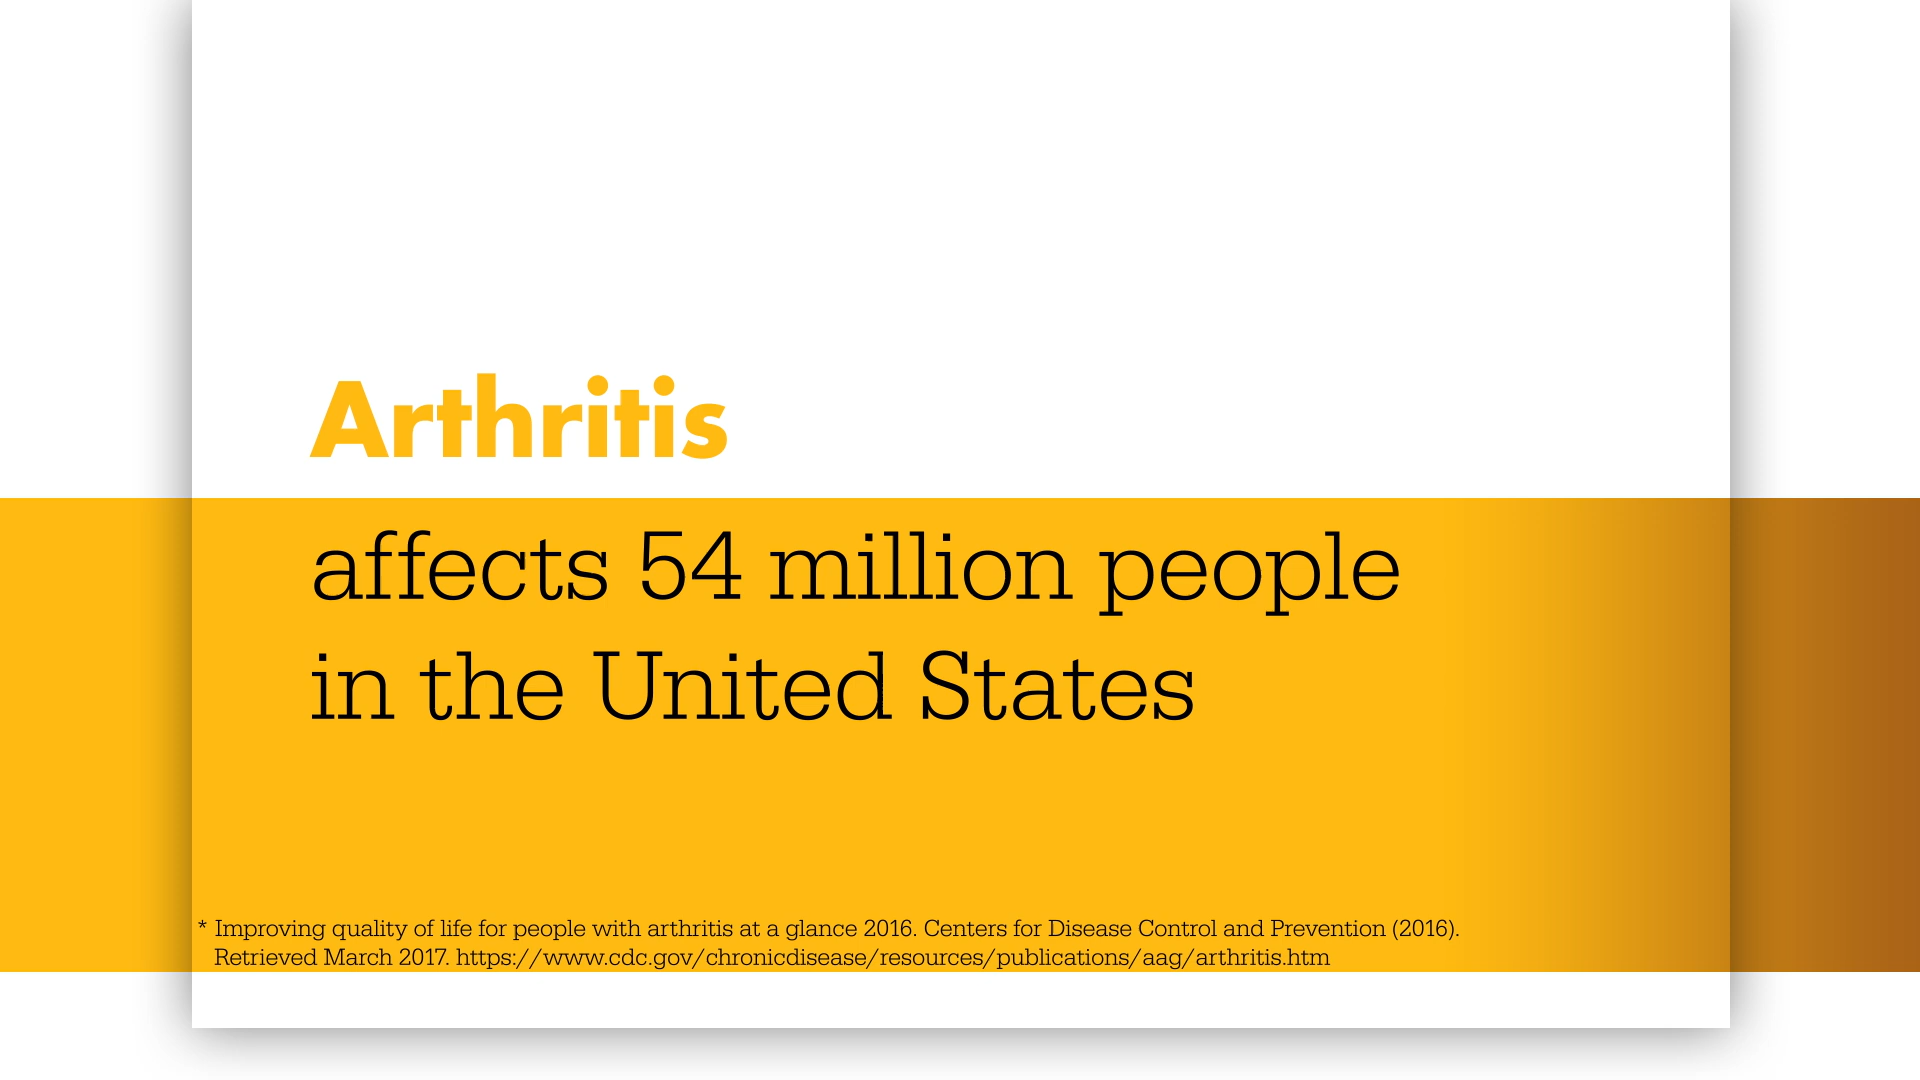 Arthritis
affects 54 million people
in the United States
* Improving quality of life for people with arthritis at a glance 2016. Centers for Disease Control and Prevention (2016).
Retrieved March 2017. https://www.cdc.gov/chronicdisease/resources/publications/aag/arthritis.htm